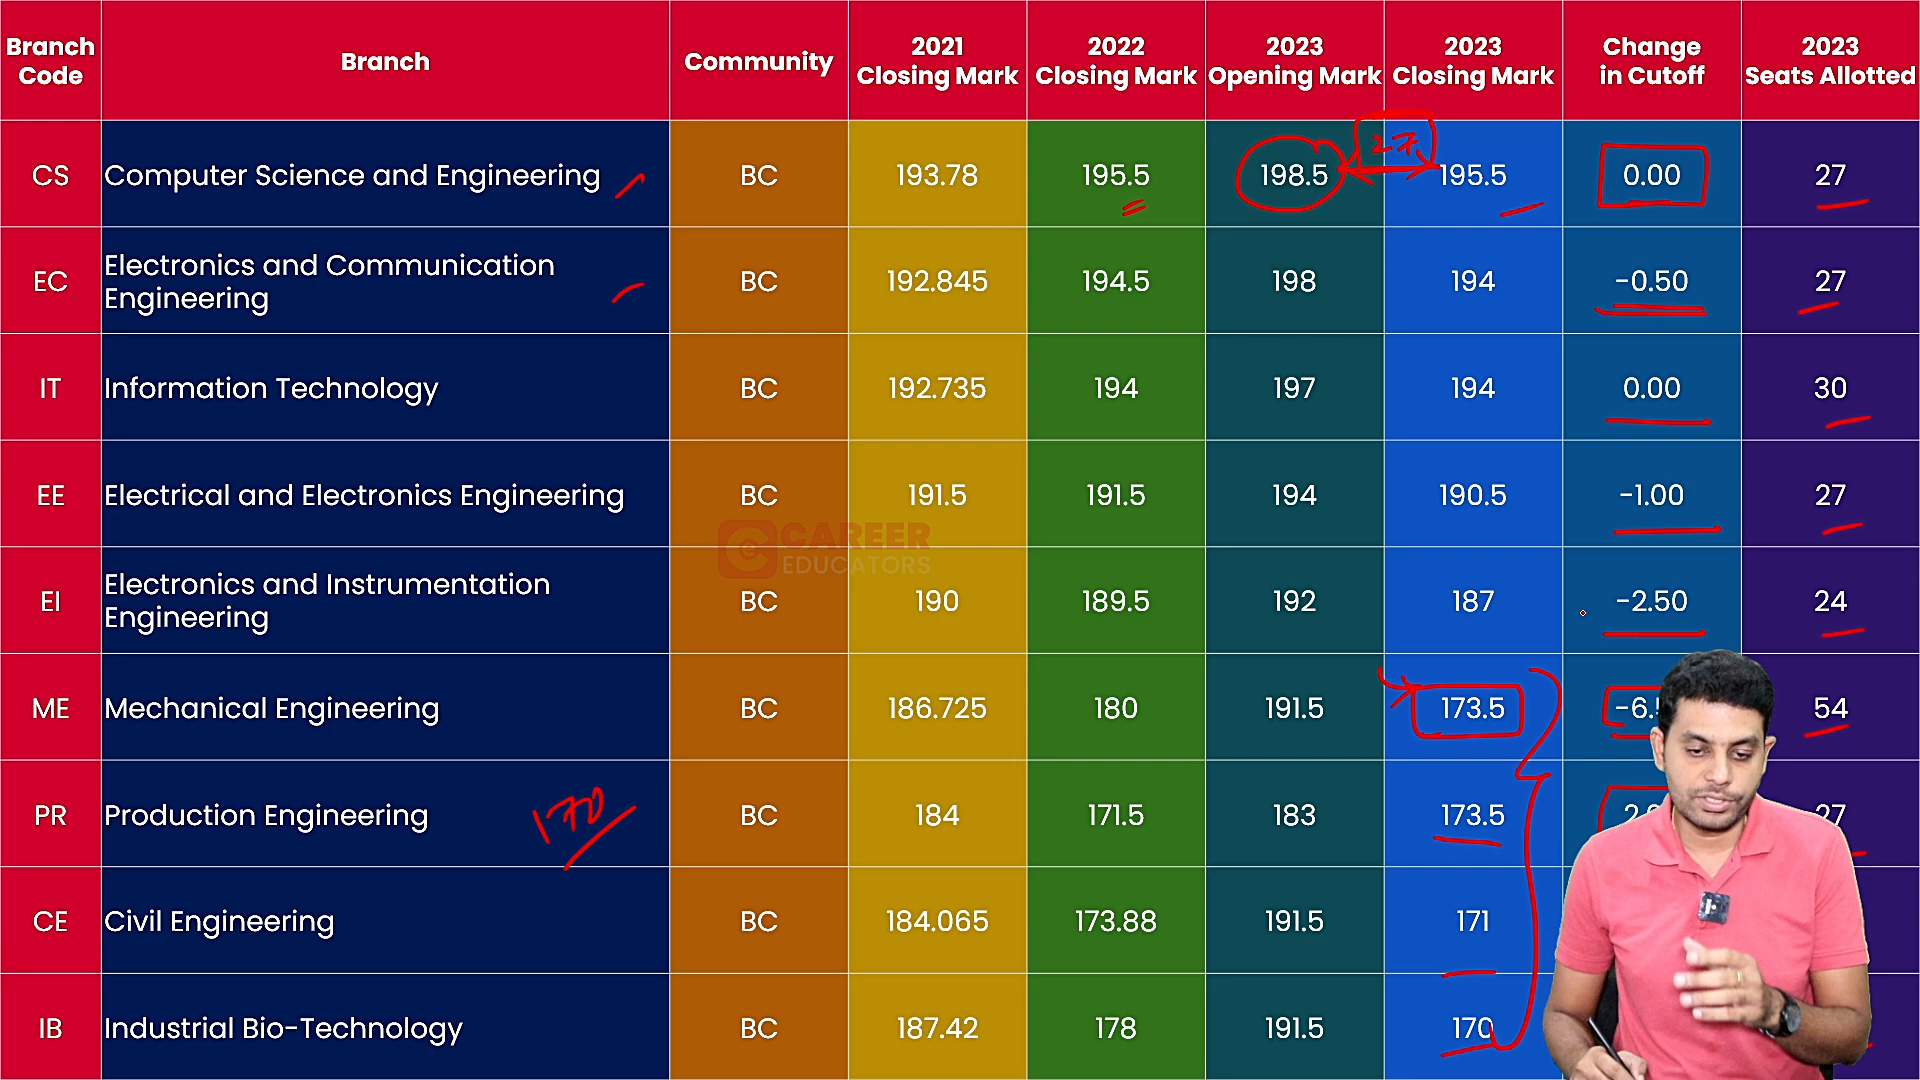 Branch Code
Branch
Community
2021 Closing Mark
2022 Closing Mark
2023 Opening Mark
2023 Closing Mark
Change in Cutoff
2023 Seats Allotted
CS Computer Science and Engineering BC 193.78 195.5 198.5 27 195.5 0.00 27
EC Electronics and Communication Engineering BC 192.845 194.5 198 194 -0.50 27
IT Information Technology BC 192.735 194 197 194 0.00 30
EE Electrical and Electronics Engineering BC 191.5 191.5 194 190.5 -1.00 27
CAREER
EDUCATORS
EI Electronics and Instrumentation Engineering BC 190 189.5 192 187 -2.50 24
ME Mechanical Engineering BC 186.725 180 191.5 173.5 54
PR Production Engineering 170 BC 184 171.5 183 173.5 27
CE Civil Engineering BC 184.065 173.88 191.5 171
IB Industrial Bio-Technology BC 187.42 178 191.5 170